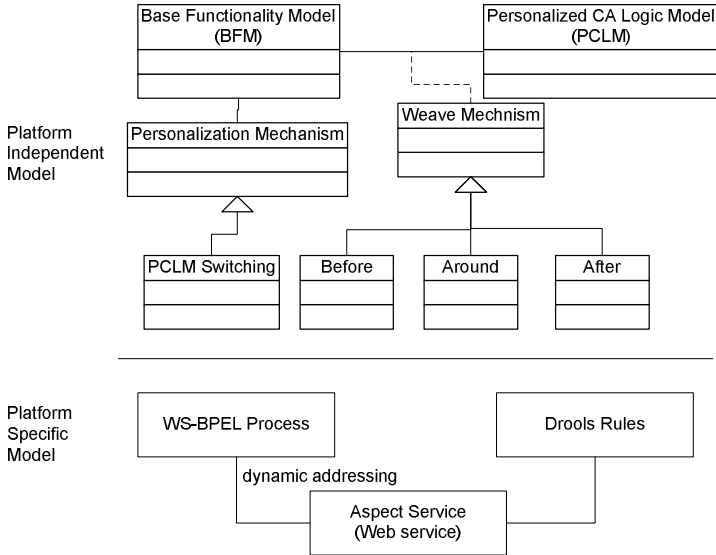 Base Functionality Model
(BFM)
Personalized CA Logic Model
(PCLM)
Platform
Independent
Model
Personalization Mechanism
Weave Mechnism
PCLM Switching
Before
Around
After
Platform
Specific
Model
WS-BPEL Process
Drools Rules
dynamic addressing
Aspect Service
(Web service)